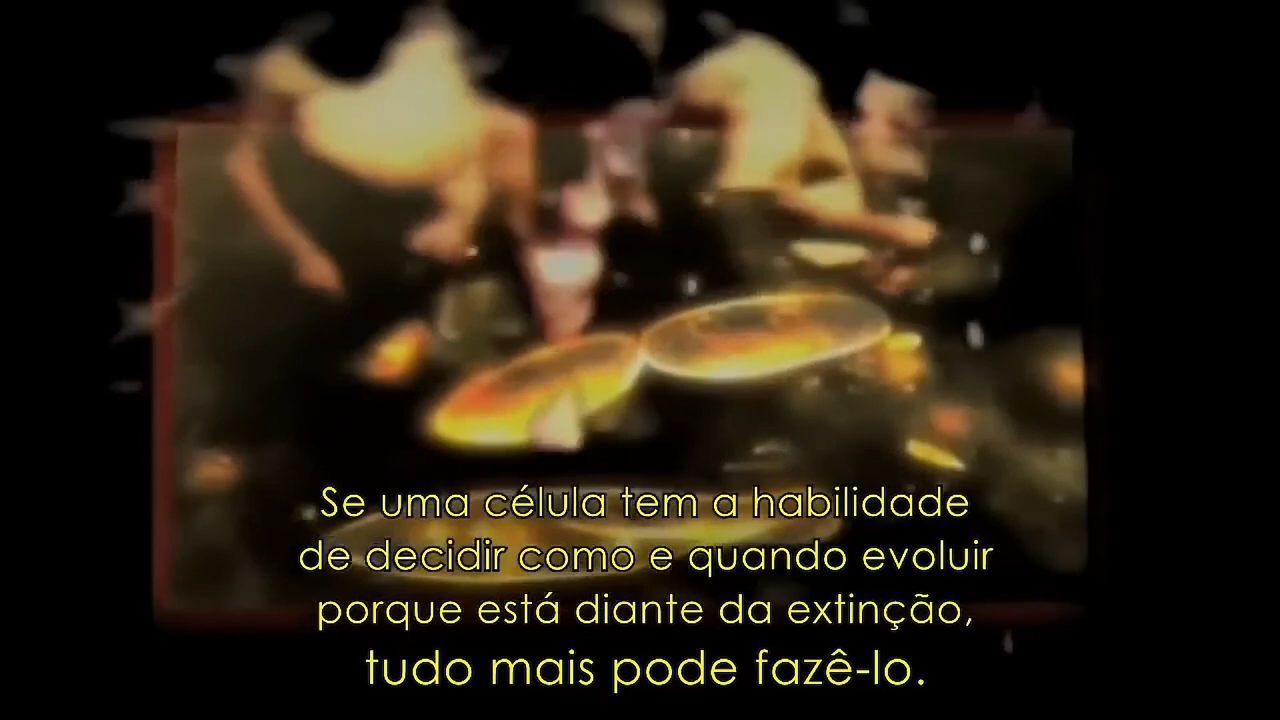 Se uma célula tem a habilidade
de decidir como e quando evoluir
porque está diante da extinção,
tudo mais pode fazê-lo.